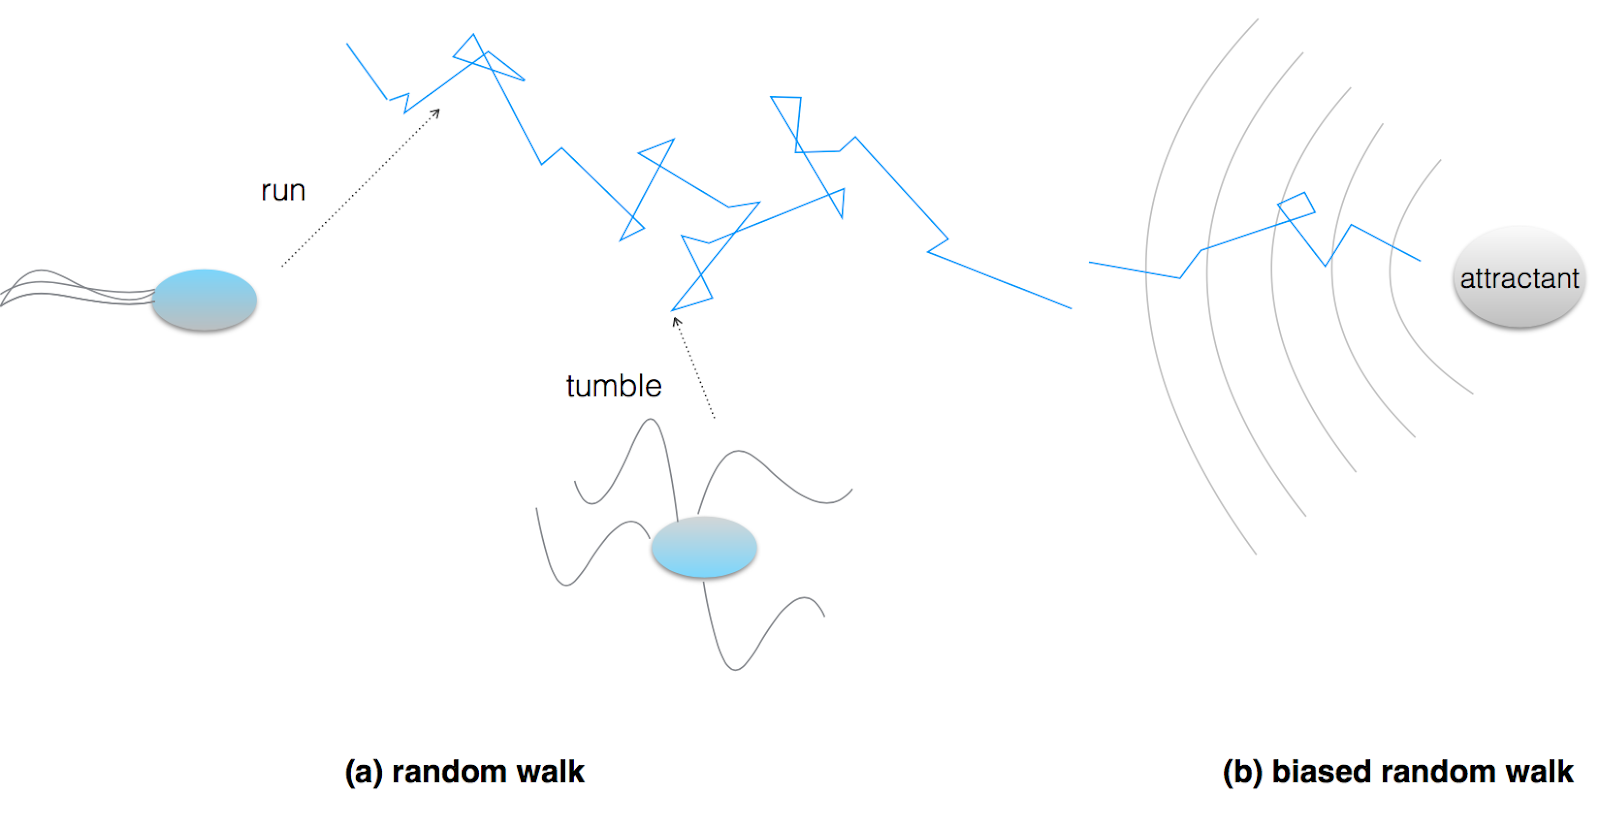 run
tumble
attractant
(a) random walk
(b) biased random walk